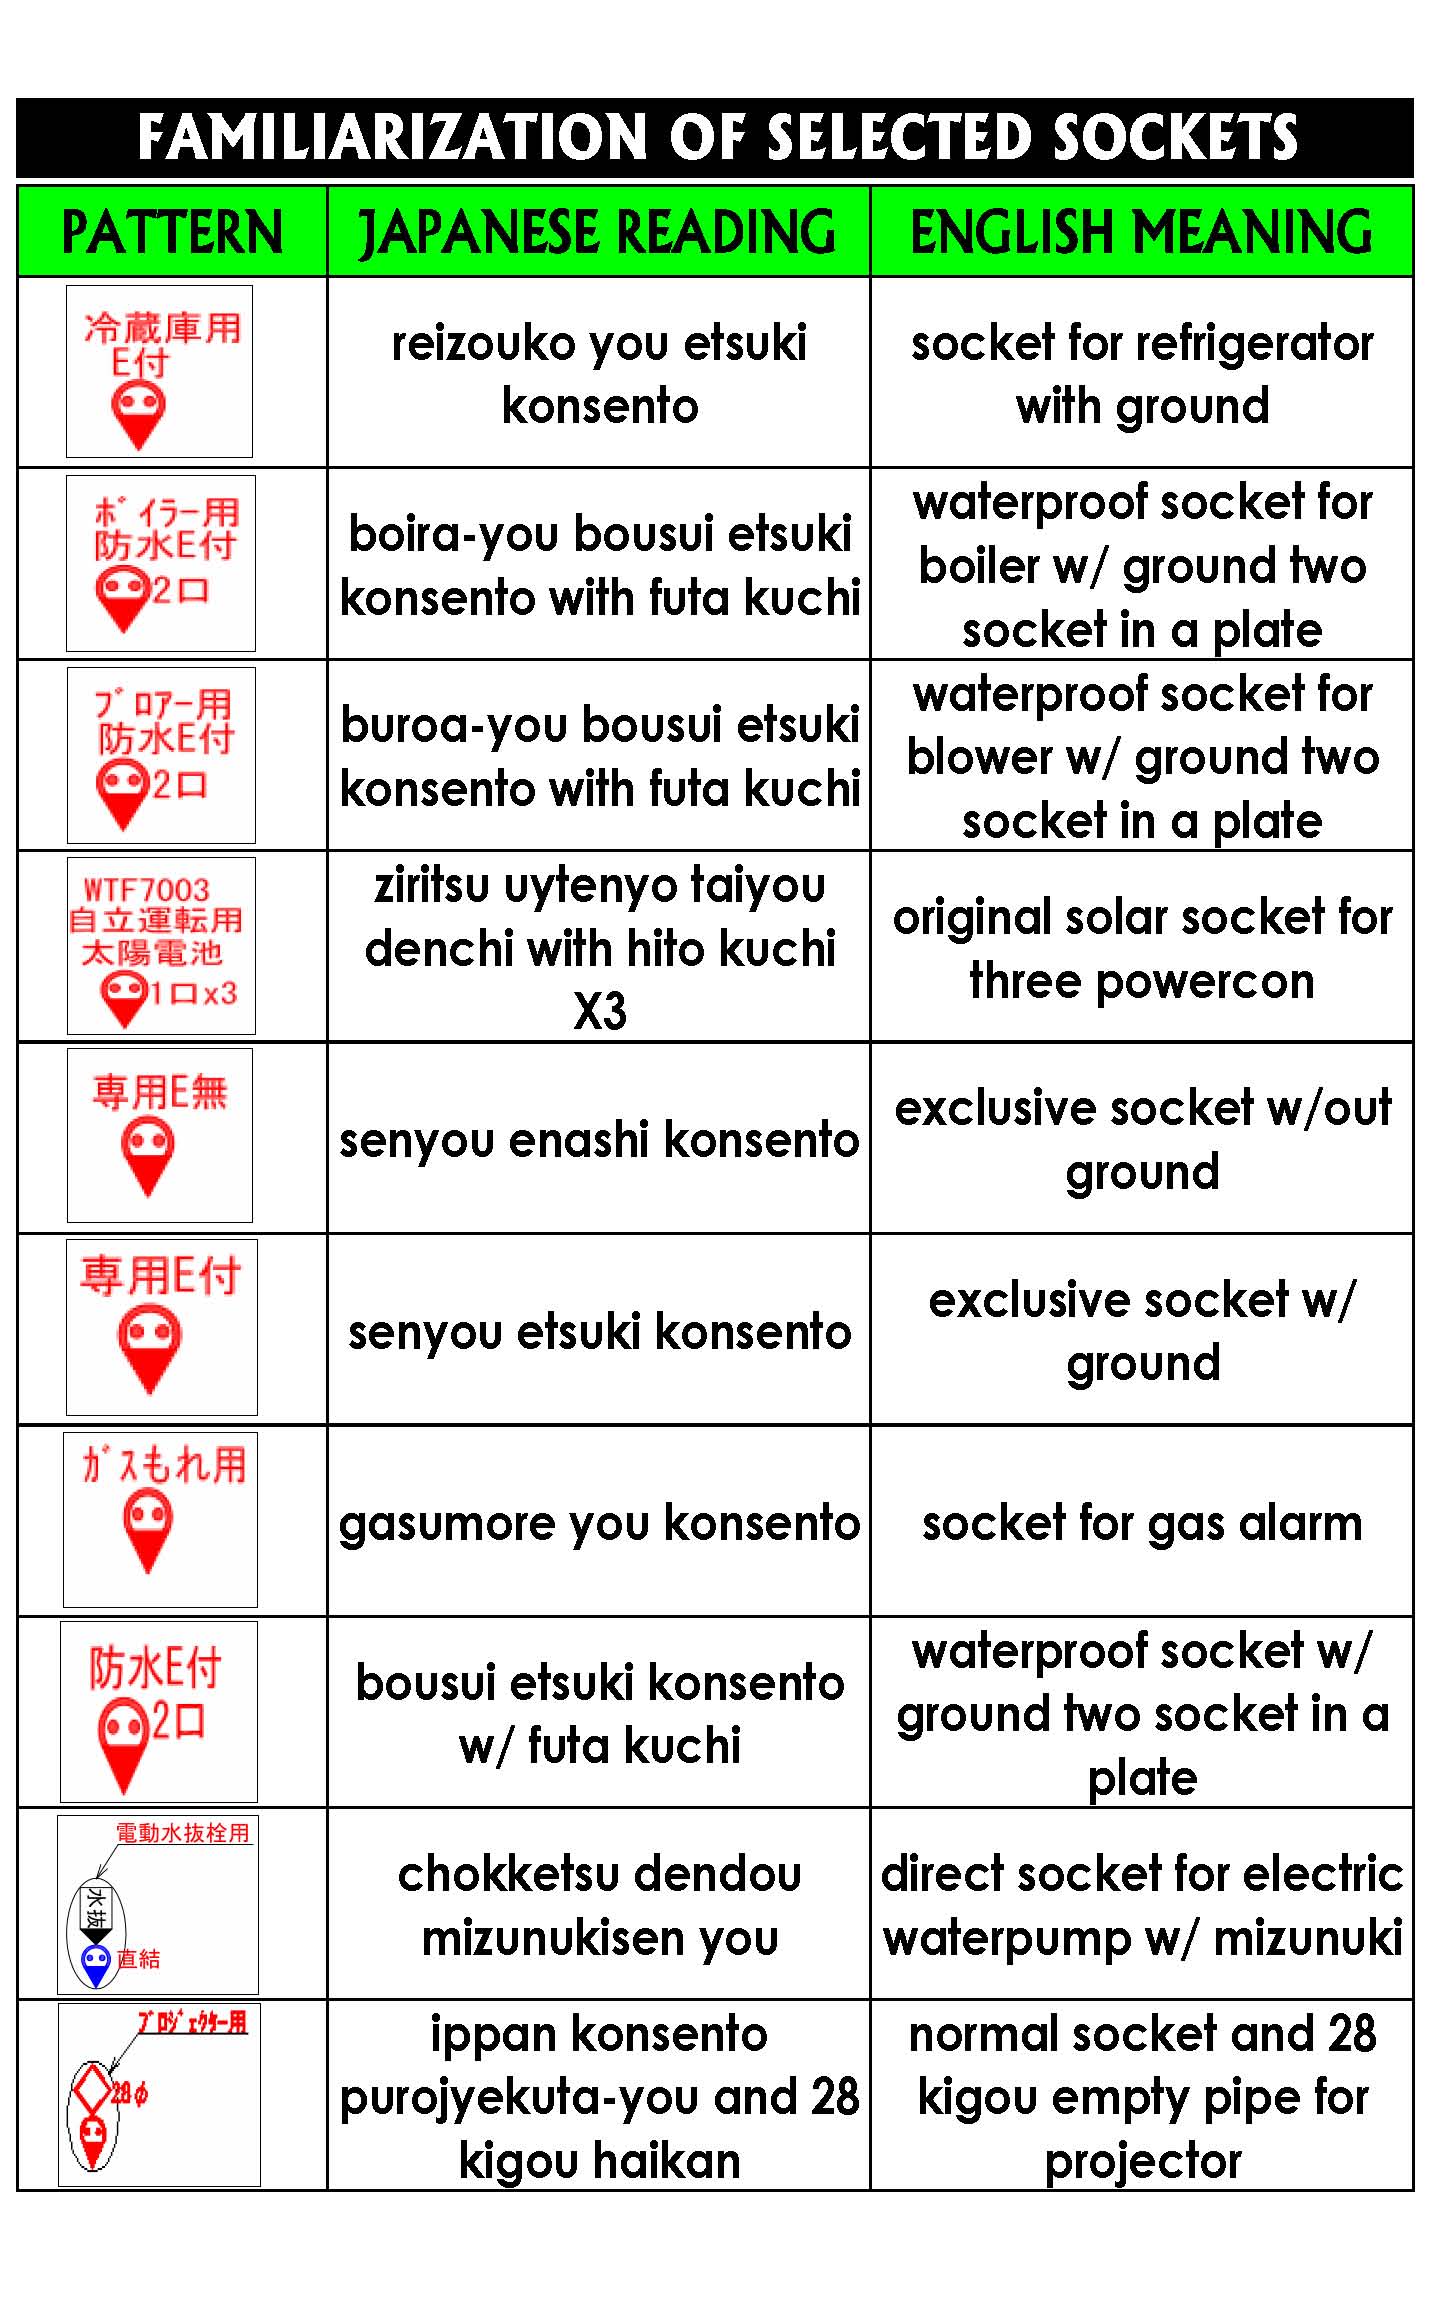 FAMILIARIZATION OF SELECTED SOCKETS
PATTERN
JAPANESE READING
ENGLISH MEANING
冷蔵庫用
E付
reizouko you etsuki
konsento
socket for refrigerator
with ground
ﾎﾞｲﾗｰ用
防水E付
2口
boira-you bousui etsuki
konsento with futa kuchi
waterproof socket for
boiler w/ ground two
socket in a plate
ﾌﾞﾛｱｰ用
防水E付
2口
buroa-you bousui etsuki
konsento with futa kuchi
waterproof socket for
blower w/ ground two
socket in a plate
WTF7003
自立運転用
太陽電池
1口x3
ziritsu uytenyo taiyou
denchi with hito kuchi
X3
original solar socket for
three powercon
専用E無
senyou enashi konsento
exclusive socket w/out
ground
専用E付
senyou etsuki konsento
exclusive socket w/
ground
ｶﾞｽもれ用
gasumore you konsento
socket for gas alarm
防水E付
2口
bousui etsuki konsento
w/ futa kuchi
waterproof socket w/
ground two socket in a
plate
電動水抜栓用
水抜
直結
chokketsu dendou
mizunukisen you
direct socket for electric
waterpump w/ mizunuki
ﾌﾟﾛｼﾞｪｸﾀｰ用
28φ
ippan konsento
purojyekuta-you and 28
kigou haikan
normal socket and 28
kigou empty pipe for
projector